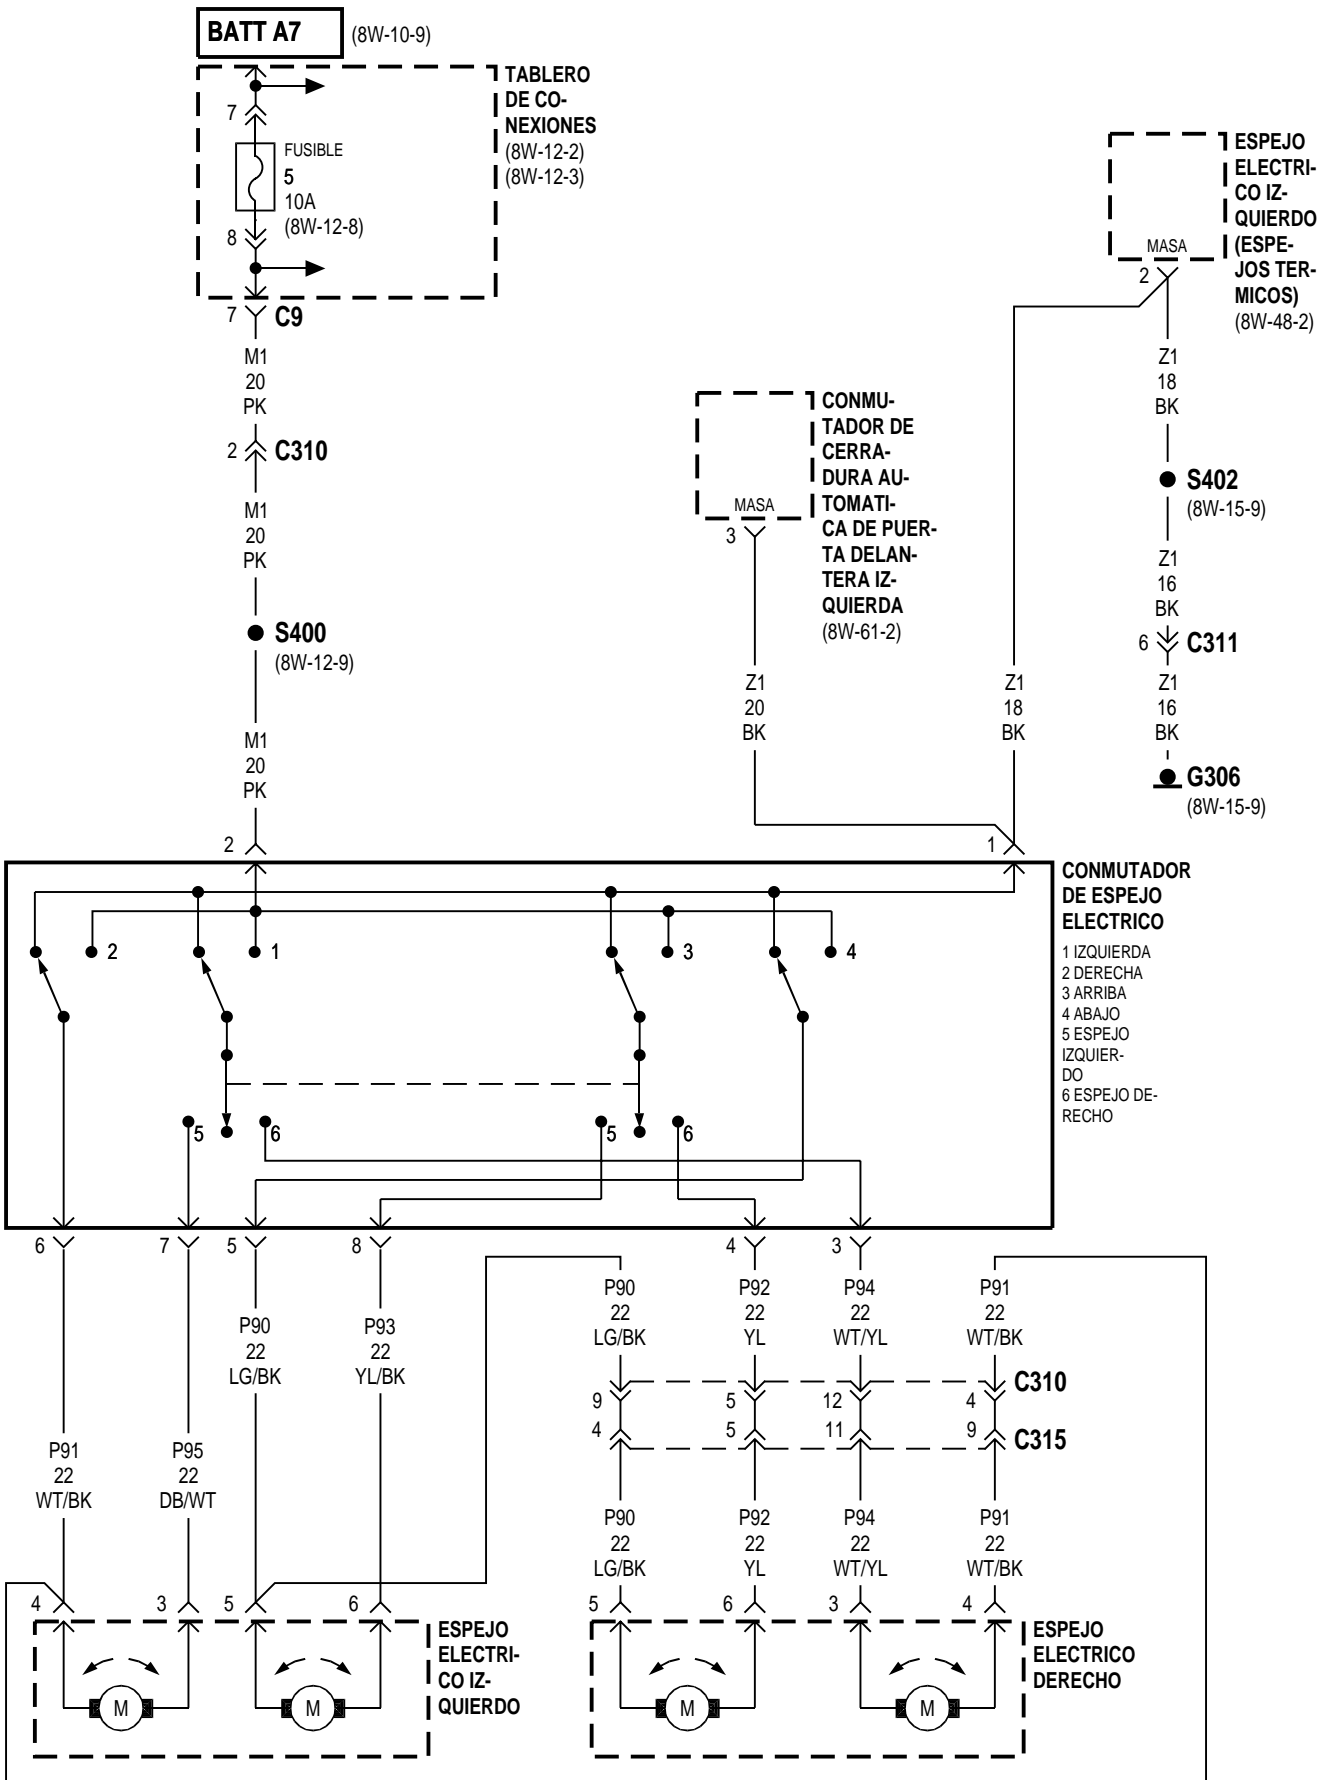 BATT A7 (8W-10-9)
TABLERO
DE CO-
NEXIONES
(8W-12-2)
(8W-12-3)
7
FUSIBLE
5
10A
(8W-12-8)
8
7 C9
M1
20
PK
2 C310
M1
20
PK
S400
(8W-12-9)
M1
20
PK
2
CONMU-
TADOR DE
CERRA-
DURA AU-
TOMATI-
CA DE PUER-
TA DELAN-
TERA IZ-
QUIERDA
(8W-61-2)
MASA
3
Z1
20
BK
ESPEJO
ELECTRI-
CO IZ-
QUIERDO
(ESPE-
JOS TER-
MICOS)
(8W-48-2)
MASA
2
Z1
18
BK
Z1
18
BK
S402
(8W-15-9)
Z1
16
BK
6 C311
Z1
16
BK
G306
(8W-15-9)
1
CONMUTADOR
DE ESPEJO
ELECTRICO
1 IZQUIERDA
2 DERECHA
3 ARRIBA
4 ABAJO
5 ESPEJO
IZQUIER-
DO
6 ESPEJO DE-
RECHO
2 1 3 4
5 6 5 6
6 7 5 8 4 3
P90
22
LG/BK
P92
22
YL
P94
22
WT/YL
P91
22
WT/BK
P90
22
LG/BK
P93
22
YL/BK
9 5 12 4 C310
4 5 11 9 C315
P91
22
WT/BK
P95
22
DB/WT
P90
22
LG/BK
P92
22
YL
P94
22
WT/YL
P91
22
WT/BK
4 3 5 6 5 6 3 4
M M M M
ESPEJO
ELECTRI-
CO IZ-
QUIERDO
ESPEJO
ELECTRICO
DERECHO